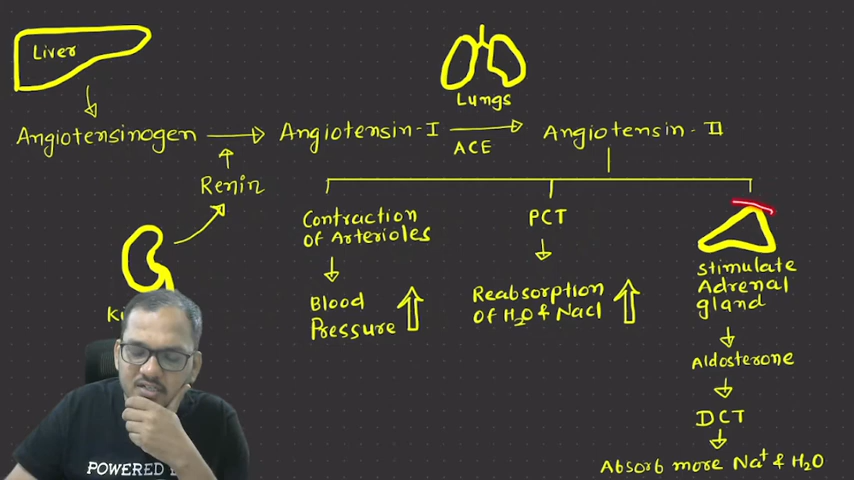 Liver
Lungs
Angiotensinogen
Angiotensin-I
ACE
Angiotensin-II
Renin
Contraction
of Arterioles
Blood
Pressure
PCT
Reabsorption
of H2O & Nacl
stimulate
Adrenal
gland
Aldosterone
DCT
Absorb more Na+ & H2O
POWERED